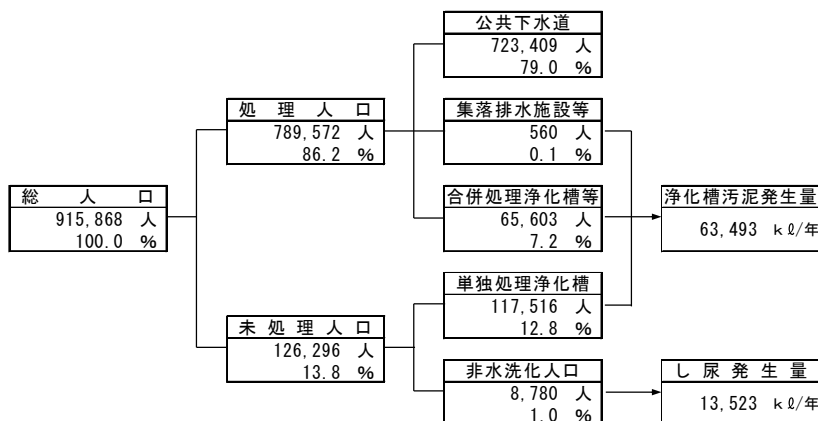 公共下水道
723,409 人
79.0 %
処理人口
789,572 人
86.2 %
集落排水施設等
560 人
0.1 %
総人口
915,868 人
100.0 %
合併処理浄化槽等
65,603 人
7.2 %
浄化槽汚泥発生量
63,493 kℓ/年
単独処理浄化槽
117,516 人
12.8 %
未処理人口
126,296 人
13.8 %
非水洗化人口
8,780 人
1.0 %
し尿発生量
13,523 kℓ/年